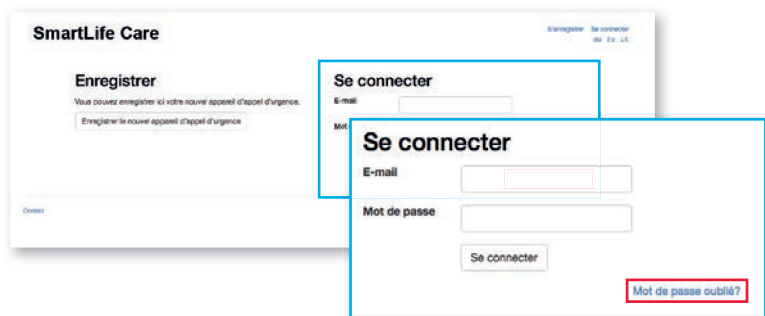 SmartLife Care
S'enregistrer Se connecter
de fr it
Enregistrer
Vous pouvez enregistrer ici votre nouvel appareil d'appel d'urgence.
Enregistrer le nouvel appareil d'appel d'urgence
Se connecter
E-mail
Mot
Contact
Se connecter
E-mail
Mot de passe
Se connecter
Mot de passe oublié?